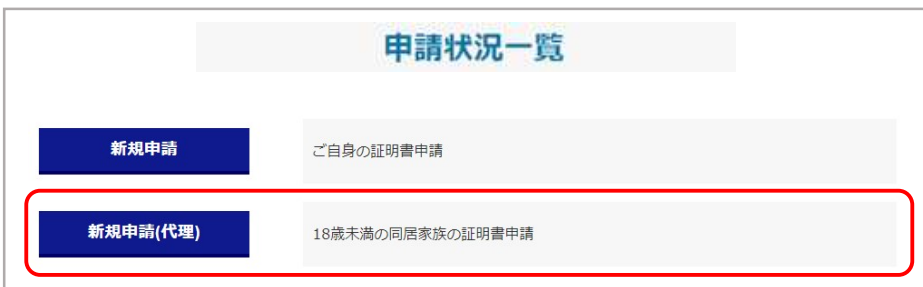 申請状況一覧
新規申請
ご自身の証明書申請
新規申請(代理)
18歳未満の同居家族の証明書申請